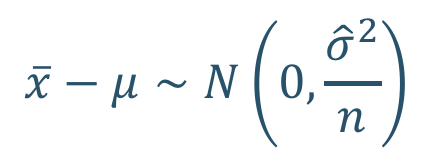 x̄ − μ ~ N(0, σ̂²/n)